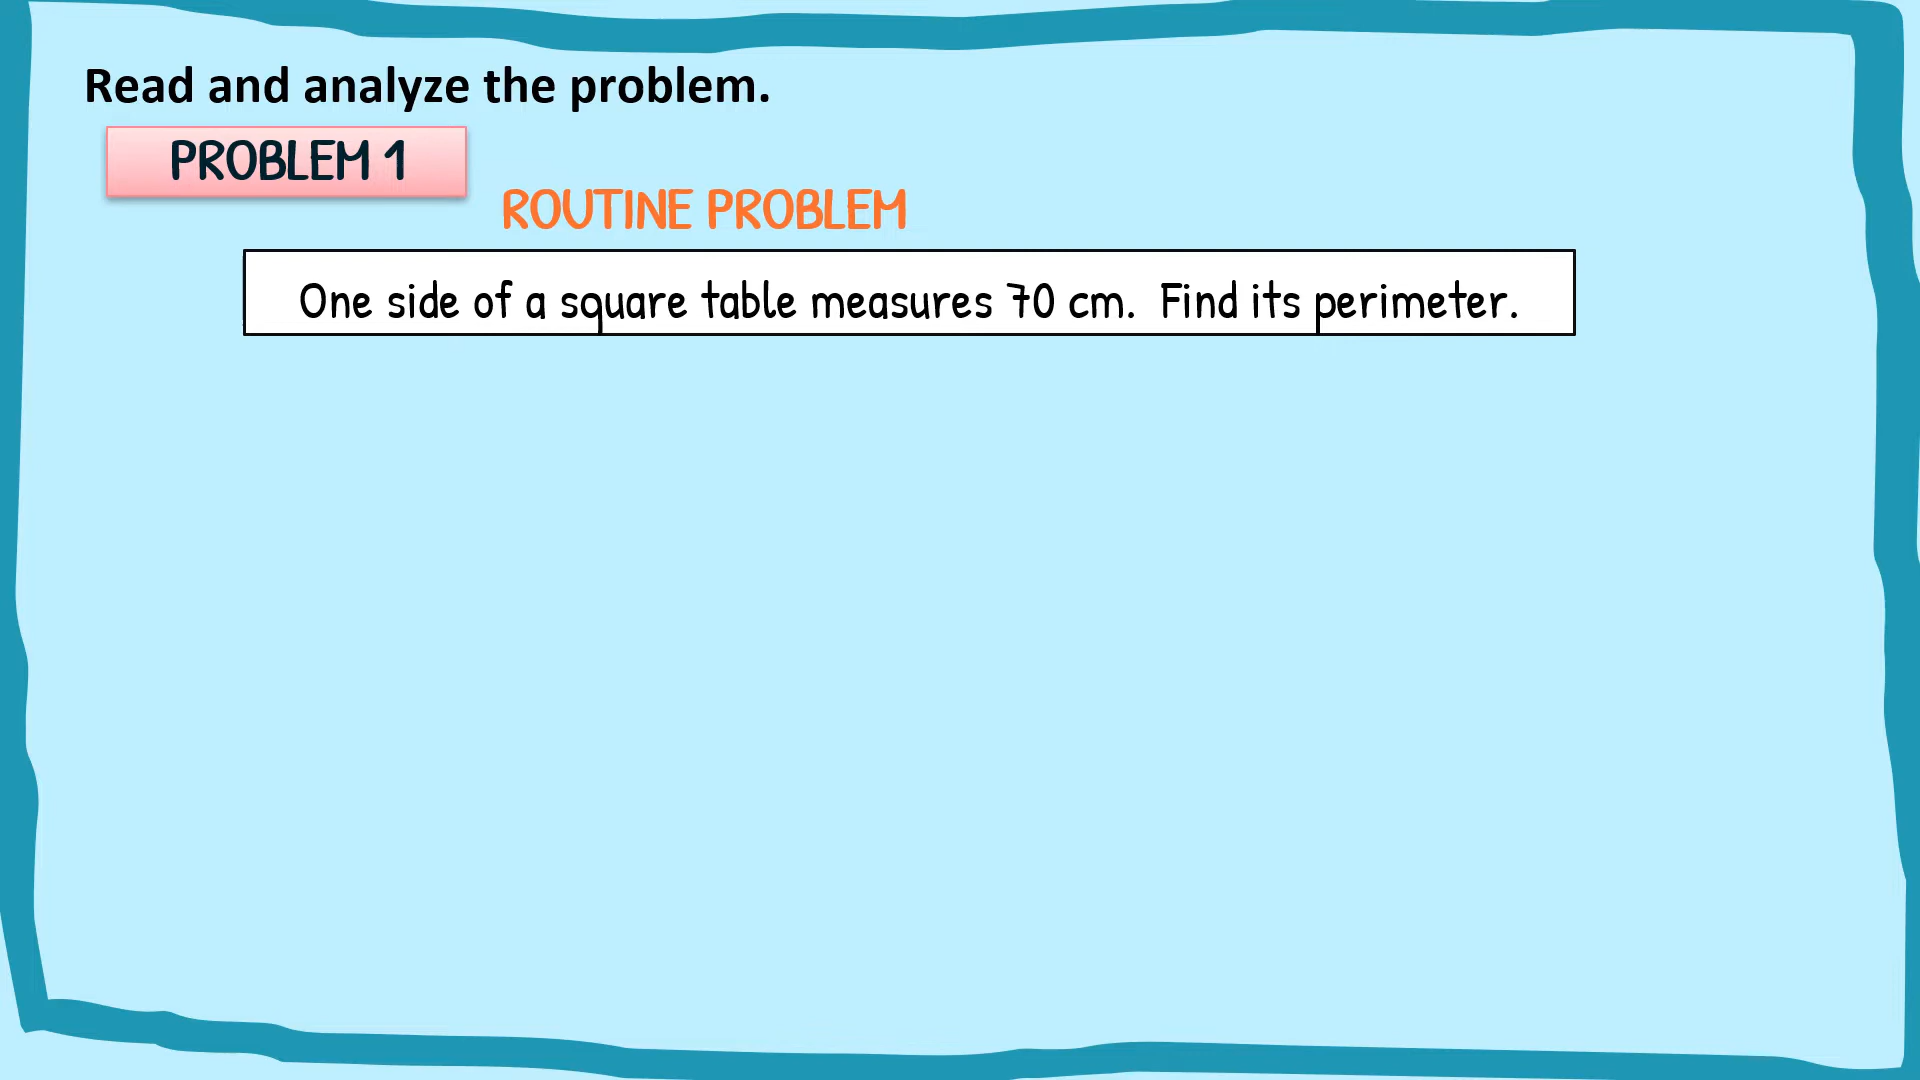 Read and analyze the problem.
PROBLEM 1
ROUTINE PROBLEM
One side of a square table measures 70 cm.  Find its perimeter.